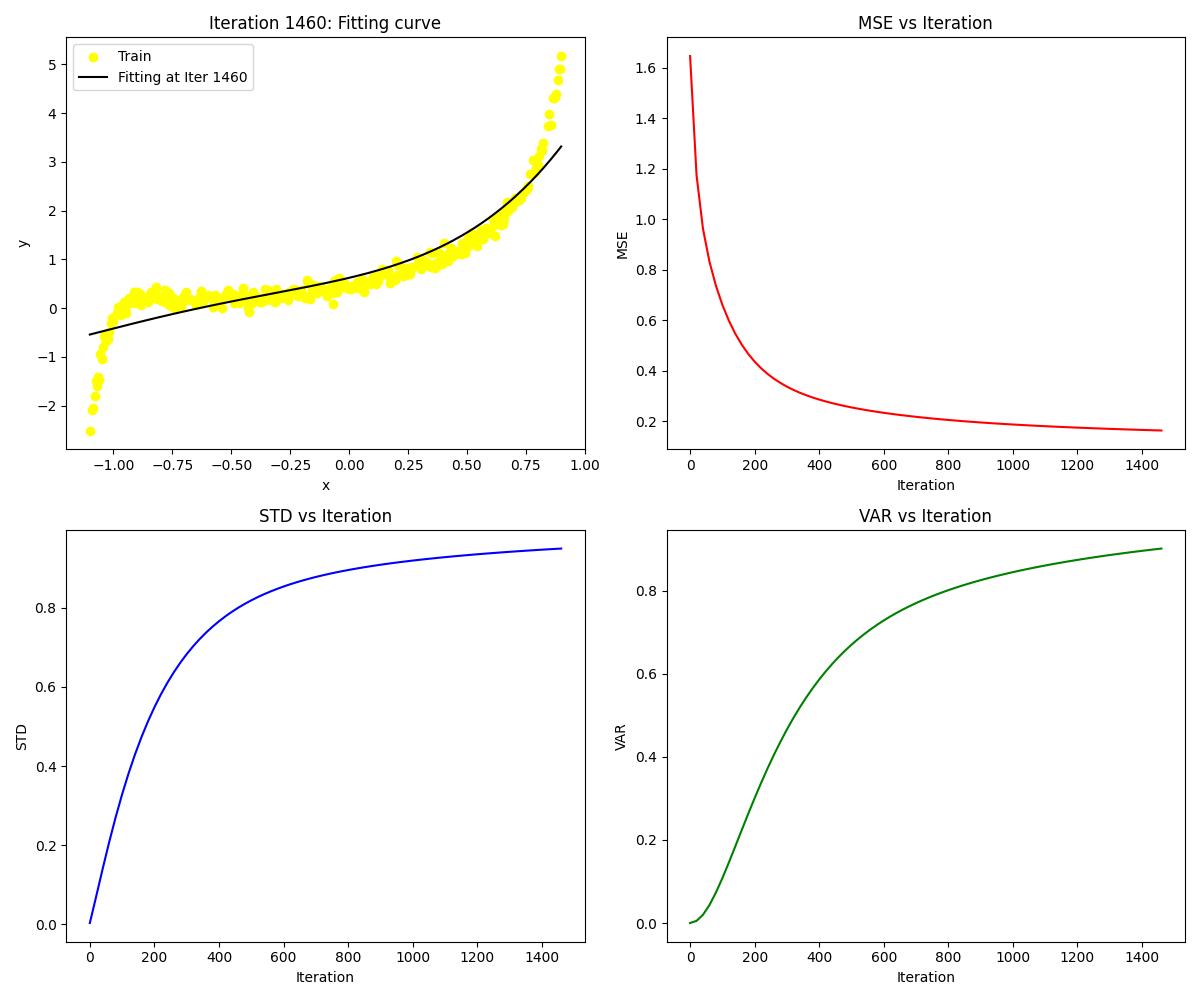 Iteration 1460: Fitting curve
Train
Fitting at Iter 1460
y
5
4
3
2
1
0
−1
−2
−1.00 −0.75 −0.50 −0.25 0.00 0.25 0.50 0.75 1.00
x
MSE vs Iteration
MSE
1.6
1.4
1.2
1.0
0.8
0.6
0.4
0.2
0 200 400 600 800 1000 1200 1400
Iteration
STD vs Iteration
STD
0.8
0.6
0.4
0.2
0.0
0 200 400 600 800 1000 1200 1400
Iteration
VAR vs Iteration
VAR
0.8
0.6
0.4
0.2
0.0
0 200 400 600 800 1000 1200 1400
Iteration